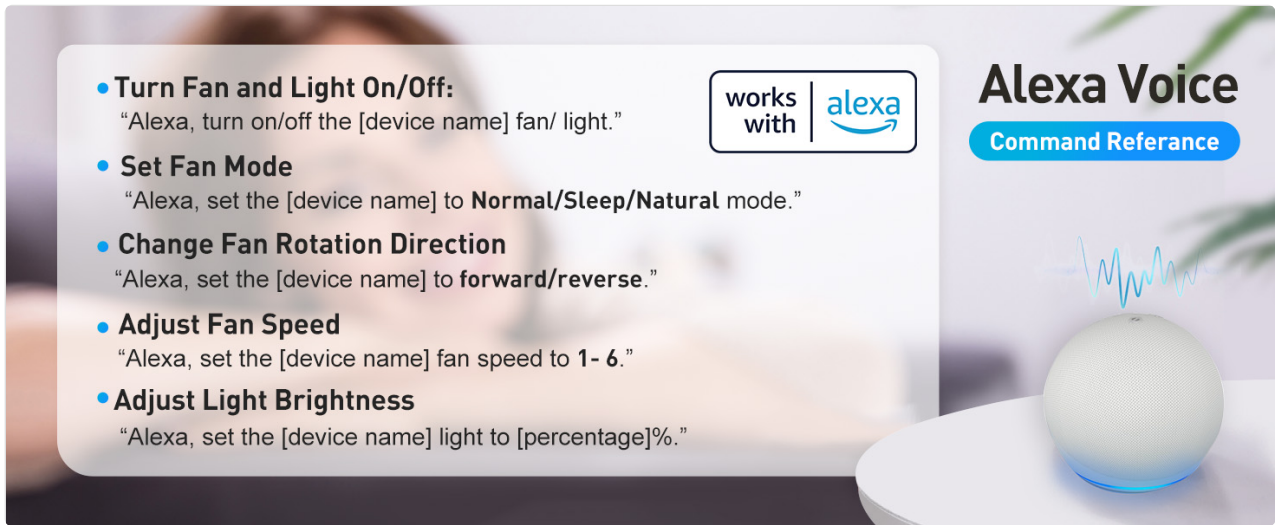 Turn Fan and Light On/Off:
“Alexa, turn on/off the [device name] fan/ light.”
Set Fan Mode
“Alexa, set the [device name] to Normal/Sleep/Natural mode.”
Change Fan Rotation Direction
“Alexa, set the [device name] to forward/reverse.”
Adjust Fan Speed
“Alexa, set the [device name] fan speed to 1- 6.”
Adjust Light Brightness
“Alexa, set the [device name] light to [percentage]%.”
works
with
alexa
Alexa Voice
Command Referance